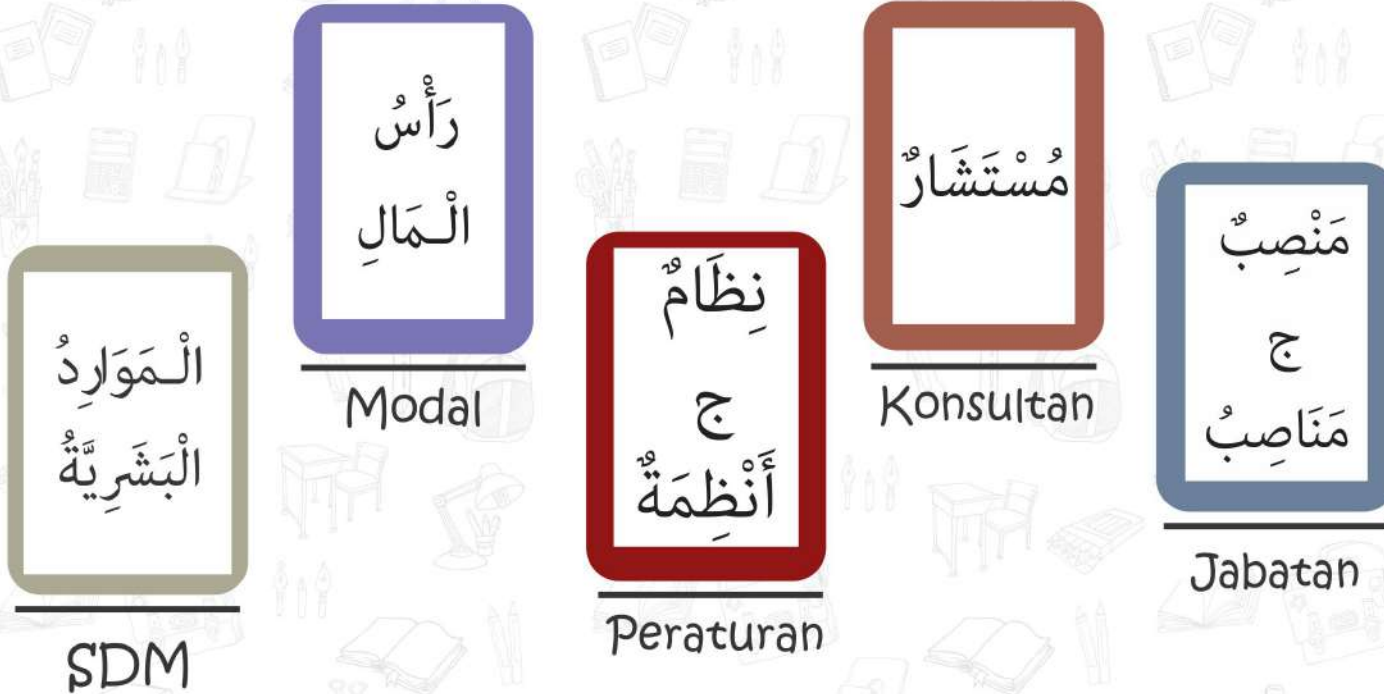 رَأْسُ
الْـمَالِ
Modal
مُسْتَشَارٌ
Konsultan
مَنْصِبٌ
ج
مَنَاصِبُ
Jabatan
نِظَامٌ
ج
أَنْظِمَةٌ
Peraturan
الْـمَوَارِدُ
الْبَشَرِيَّةُ
SDM